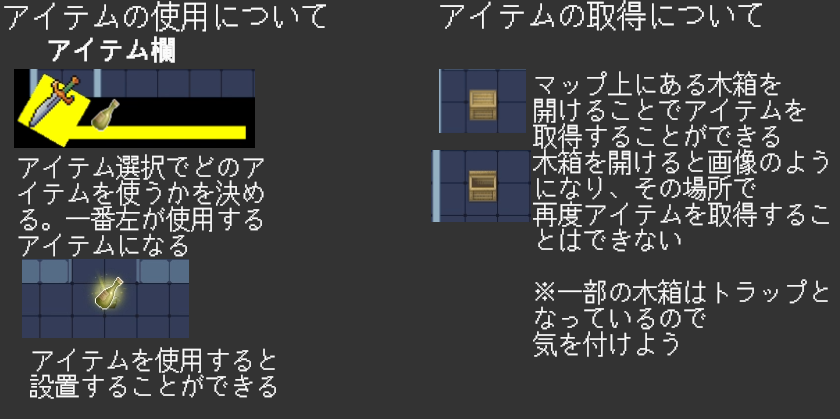 アイテムの使用について
アイテム欄
アイテム選択でどのア
イテムを使うかを決め
る。一番左が使用する
アイテムになる
アイテムを使用すると
設置することができる
アイテムの取得について
マップ上にある木箱を
開けることでアイテムを
取得することができる
木箱を開けると画像のよう
になり、その場所で
再度アイテムを取得するこ
とはできない
※一部の木箱はトラップと
なっているので
気を付けよう